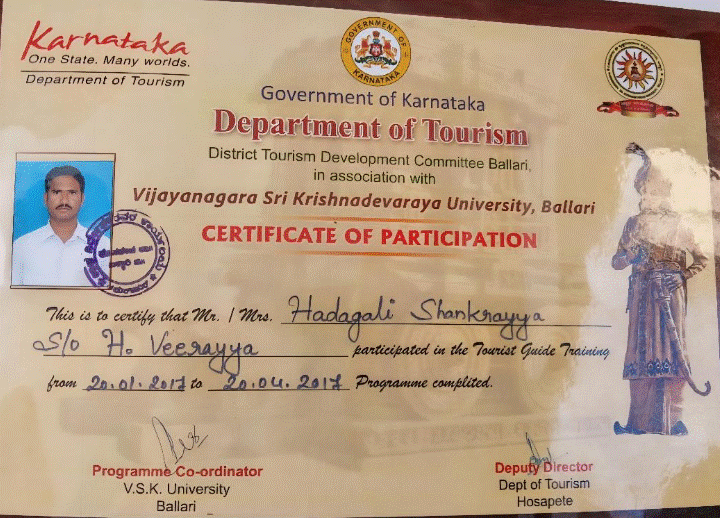 Karnataka
One State. Many worlds.
Department of Tourism
GOVERNMENT OF
KARNATAKA
Government of Karnataka
Department of Tourism
District Tourism Development Committee Ballari,
in association with
Vijayanagara Sri Krishnadevaraya University, Ballari
CERTIFICATE OF PARTICIPATION
This is to certify that Mr. / Mrs. Hadagali Shankrayya
S/o H. Veerayya participated in the Tourist Guide Training
from 20.01.2017 to 20.04.2017 Programme complited.
Programme Co-ordinator
V.S.K. University
Ballari
Deputy Director
Dept of Tourism
Hosapete